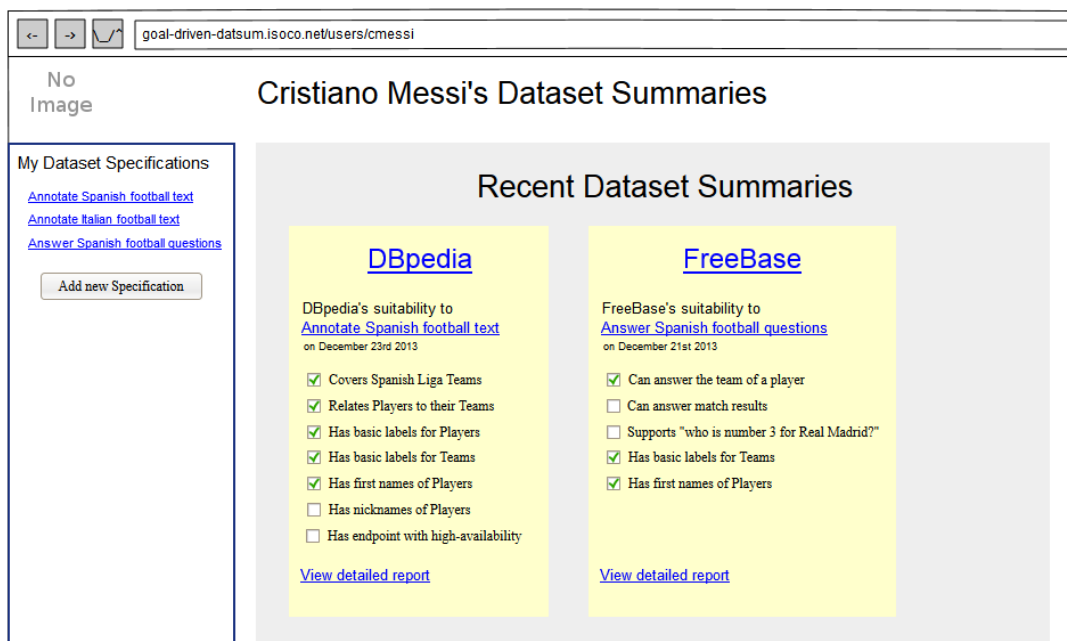 <- -> \_/^ goal-driven-datsum.isoco.net/users/cmessi
No
Image
Cristiano Messi's Dataset Summaries
My Dataset Specifications
Annotate Spanish football text
Annotate Italian football text
Answer Spanish football questions
Add new Specification
Recent Dataset Summaries
DBpedia
DBpedia's suitability to
Annotate Spanish football text
on December 23rd 2013
Covers Spanish Liga Teams
Relates Players to their Teams
Has basic labels for Players
Has basic labels for Teams
Has first names of Players
Has nicknames of Players
Has endpoint with high-availability
View detailed report
FreeBase
FreeBase's suitability to
Answer Spanish football questions
on December 21st 2013
Can answer the team of a player
Can answer match results
Supports "who is number 3 for Real Madrid?"
Has basic labels for Teams
Has first names of Players
View detailed report